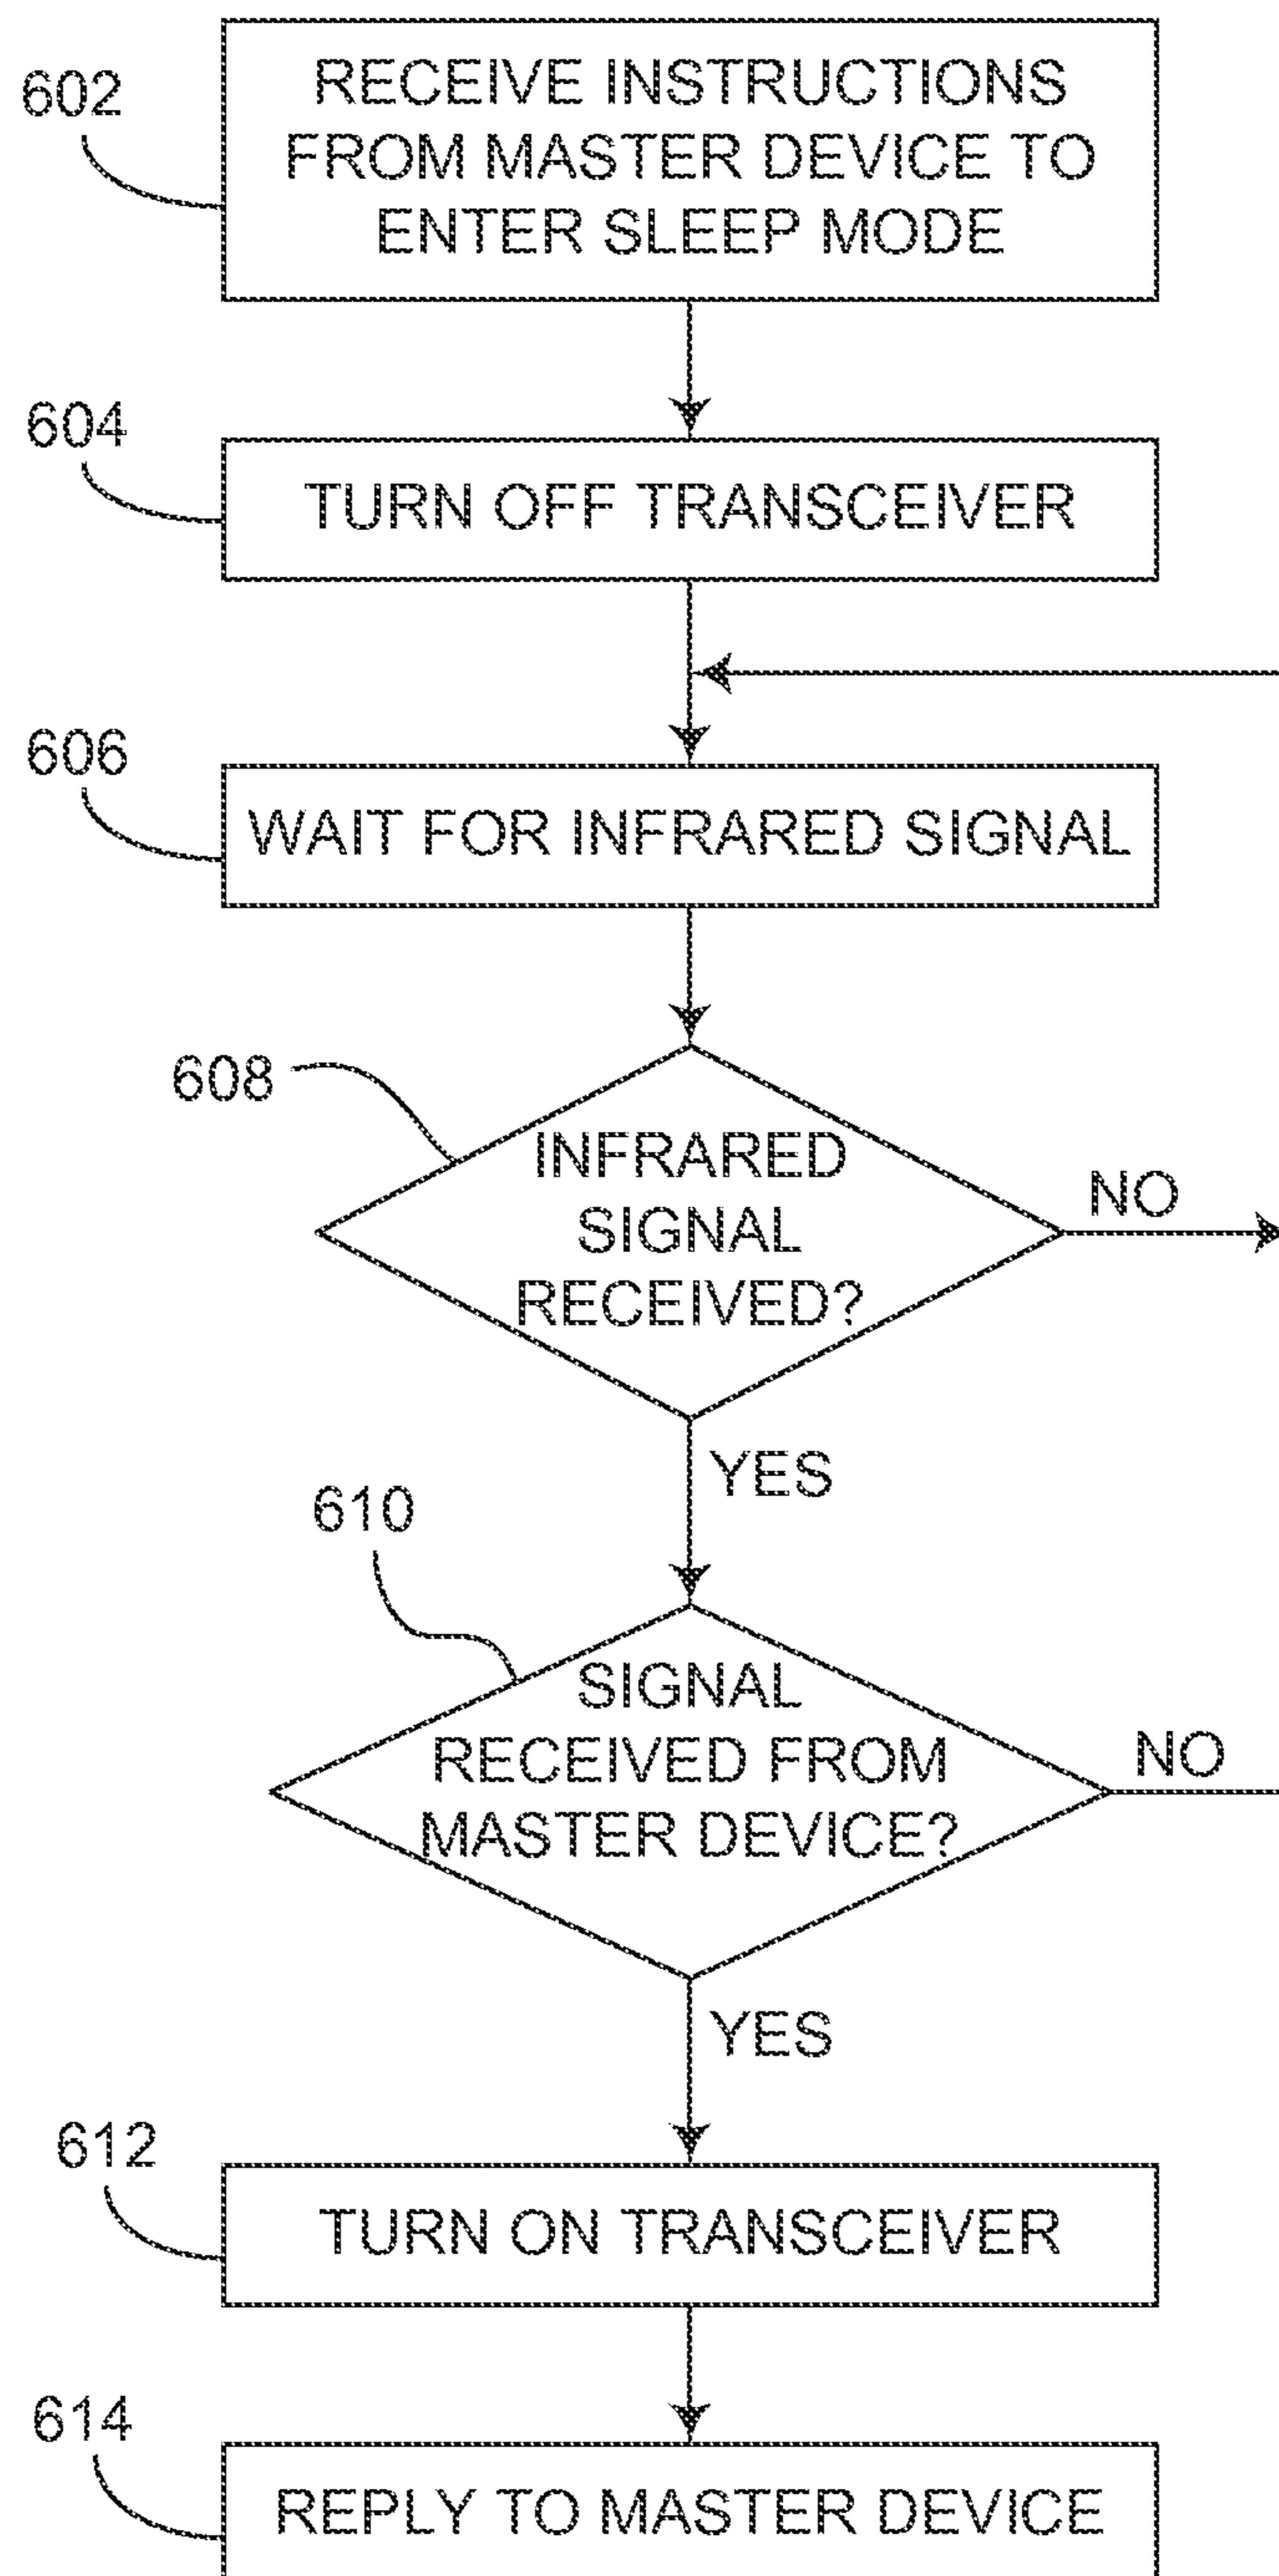 602
RECEIVE INSTRUCTIONS
FROM MASTER DEVICE TO
ENTER SLEEP MODE
604
TURN OFF TRANSCEIVER
606
WAIT FOR INFRARED SIGNAL
608
INFRARED
SIGNAL
RECEIVED?
NO
YES
610
SIGNAL
RECEIVED FROM
MASTER DEVICE?
NO
YES
612
TURN ON TRANSCEIVER
614
REPLY TO MASTER DEVICE